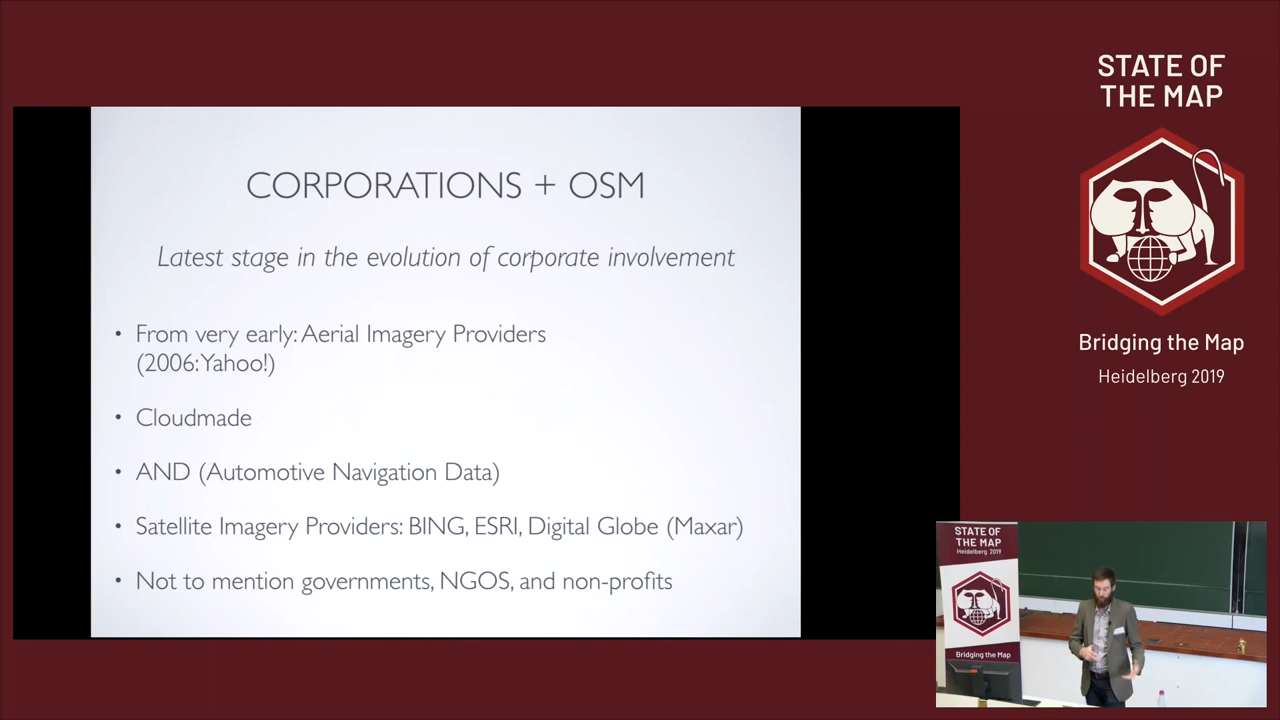 STATE OF
THE MAP
Bridging the Map
Heidelberg 2019
CORPORATIONS + OSM
Latest stage in the evolution of corporate involvement
• From very early: Aerial Imagery Providers
(2006: Yahoo!)
• Cloudmade
• AND (Automotive Navigation Data)
• Satellite Imagery Providers: BING, ESRI, Digital Globe (Maxar)
• Not to mention governments, NGOS, and non-profits
STATE OF
THE MAP
Heidelberg 2019
Bridging the Map